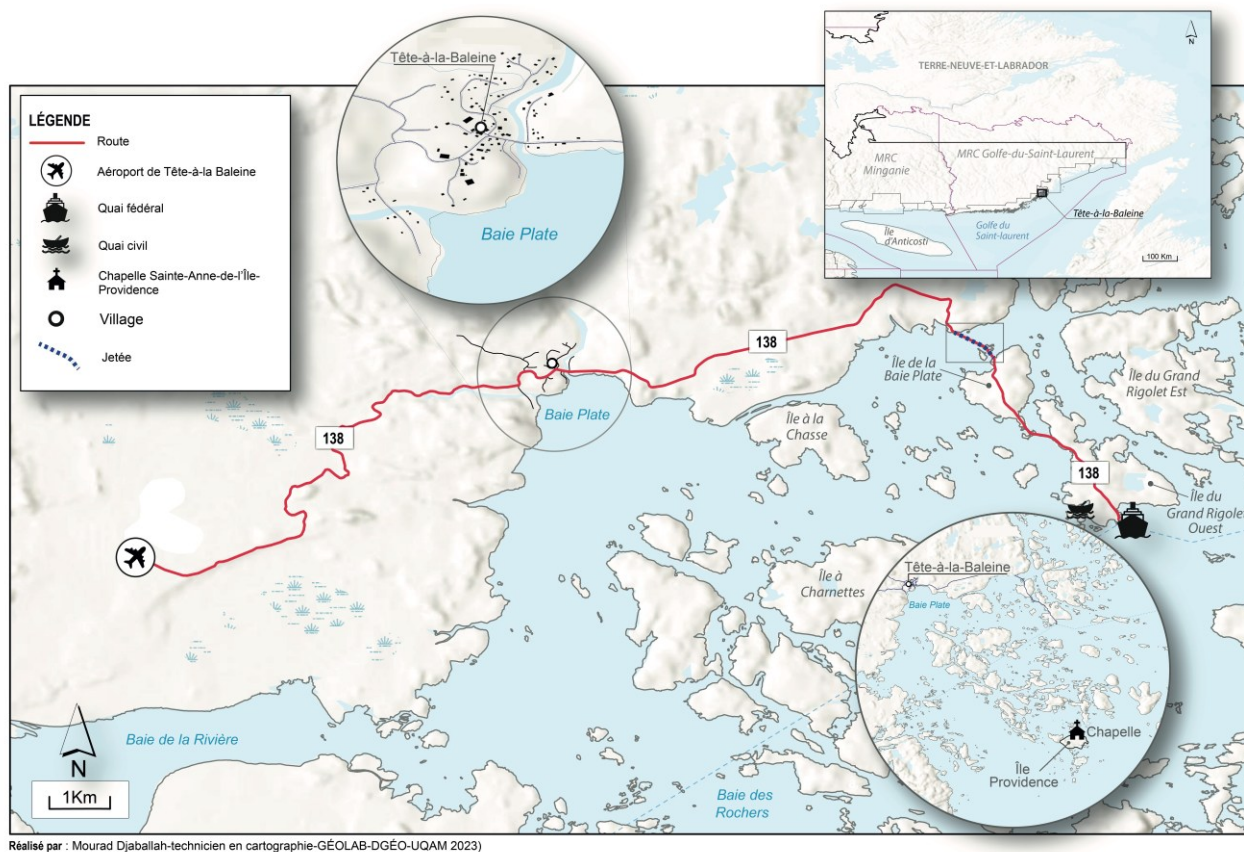 LÉGENDE
Route
Aéroport de Tête-à-la Baleine
Quai fédéral
Quai civil
Chapelle Sainte-Anne-de-l'Île-
Providence
Village
Jetée
Tête-à-la-Baleine
Baie Plate
N
TERRE-NEUVE-ET-LABRADOR
MRC
Minganie
MRC Golfe-du-Saint-Laurent
Tête-à-la-Baleine
Golfe du
Saint-laurent
Île
d'Anticosti
100 Km
138
Île de la
Baie Plate
Île du Grand
Rigolet Est
Baie Plate
Île à la
Chasse
138
138
Île du
Grand Rigolet
Ouest
Île à
Charnettes
Tête-à-la-Baleine
Baie Plate
Chapelle
Île
Providence
Baie de la Rivière
N
1Km
Baie des
Rochers
Réalisé par : Mourad Djaballah-technicien en cartographie-GÉOLAB-DGÉO-UQAM 2023)